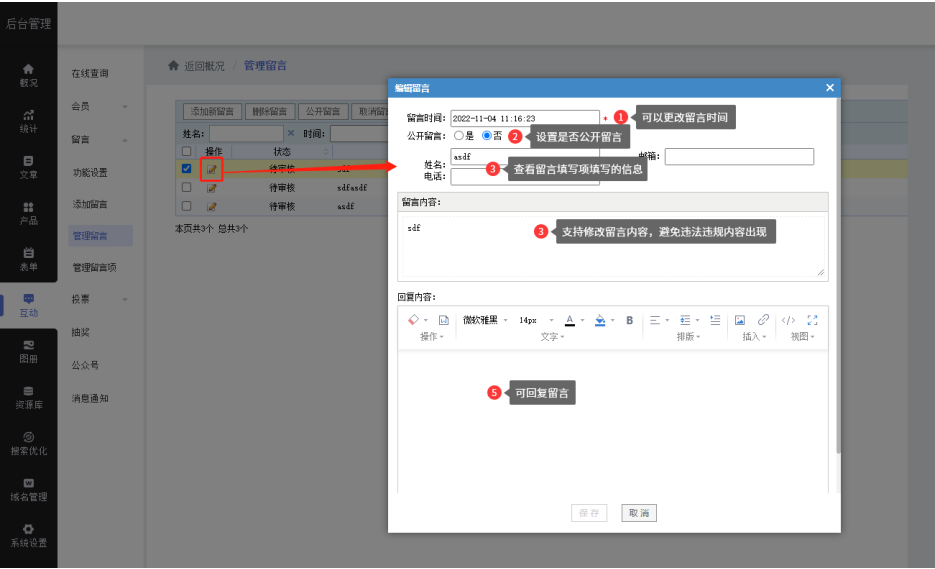 后台管理
概况
统计
文章
产品
表单
互动
图册
资源库
搜索优化
域名管理
系统设置
在线查询
会员
留言
功能设置
添加留言
管理留言
管理留言项
投票
抽奖
公众号
消息通知
返回概况 / 管理留言
添加新留言 删除留言 公开留言 取消留
姓名: × 时间:
操作 状态
待审核 sdf
待审核 sdfasdf
待审核 asdf
本页共3个 总共3个
编辑留言 ×
留言时间: 2022-11-04 11:16:23 * 1 可以更改留言时间
公开留言: 是 否 2 设置是否公开留言
姓名: asdf 邮箱:
3 查看留言填写项填写的信息
电话:
留言内容:
sdf
3 支持修改留言内容，避免违法违规内容出现
回复内容:
微软雅黑 14px A B
操作 文字 排版 插入 视图
5 可回复留言
保存 取消